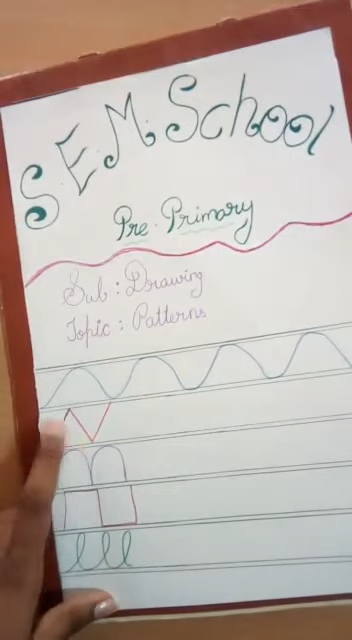 S.E.M. School
Pre-Primary
Sub : Drawing
Topic : Patterns